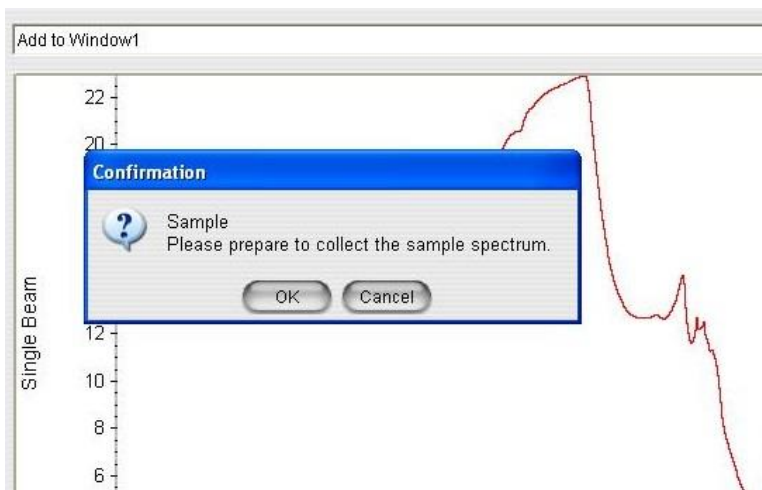 Add to Window1
22
20
Confirmation
?
Sample
Please prepare to collect the sample spectrum.
OK Cancel
12
10
8
6
Single Beam